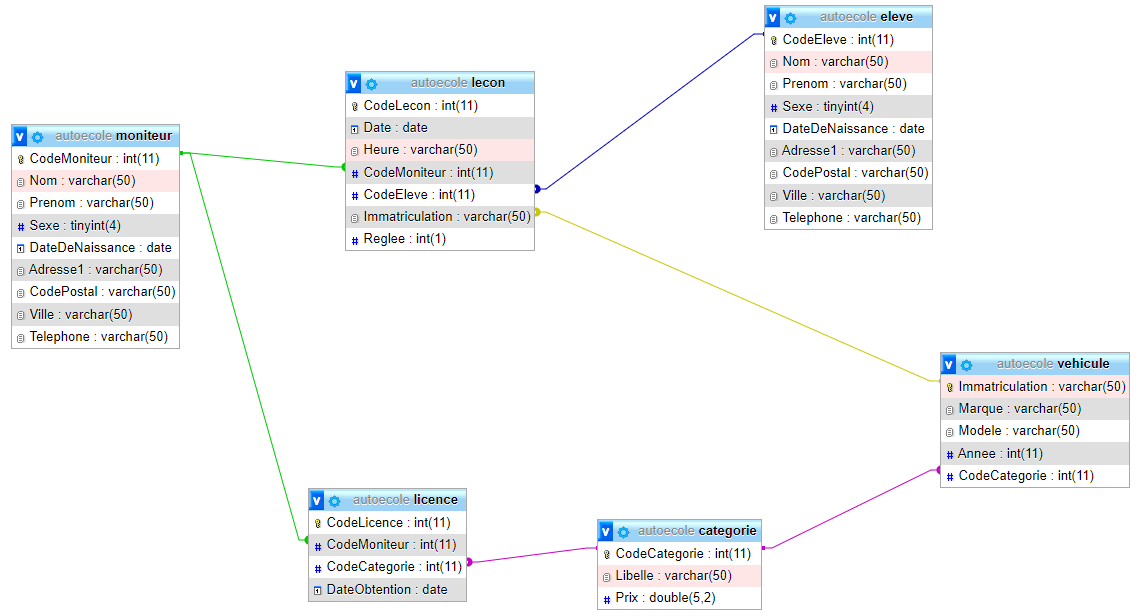 autoecole eleve
CodeEleve : int(11)
Nom : varchar(50)
Prenom : varchar(50)
Sexe : tinyint(4)
DateDeNaissance : date
Adresse1 : varchar(50)
CodePostal : varchar(50)
Ville : varchar(50)
Telephone : varchar(50)
autoecole lecon
CodeLecon : int(11)
Date : date
Heure : varchar(50)
CodeMoniteur : int(11)
CodeEleve : int(11)
Immatriculation : varchar(50)
Reglee : int(1)
autoecole moniteur
CodeMoniteur : int(11)
Nom : varchar(50)
Prenom : varchar(50)
Sexe : tinyint(4)
DateDeNaissance : date
Adresse1 : varchar(50)
CodePostal : varchar(50)
Ville : varchar(50)
Telephone : varchar(50)
autoecole vehicule
Immatriculation : varchar(50)
Marque : varchar(50)
Modele : varchar(50)
Annee : int(11)
CodeCategorie : int(11)
autoecole licence
CodeLicence : int(11)
CodeMoniteur : int(11)
CodeCategorie : int(11)
DateObtention : date
autoecole categorie
CodeCategorie : int(11)
Libelle : varchar(50)
Prix : double(5,2)